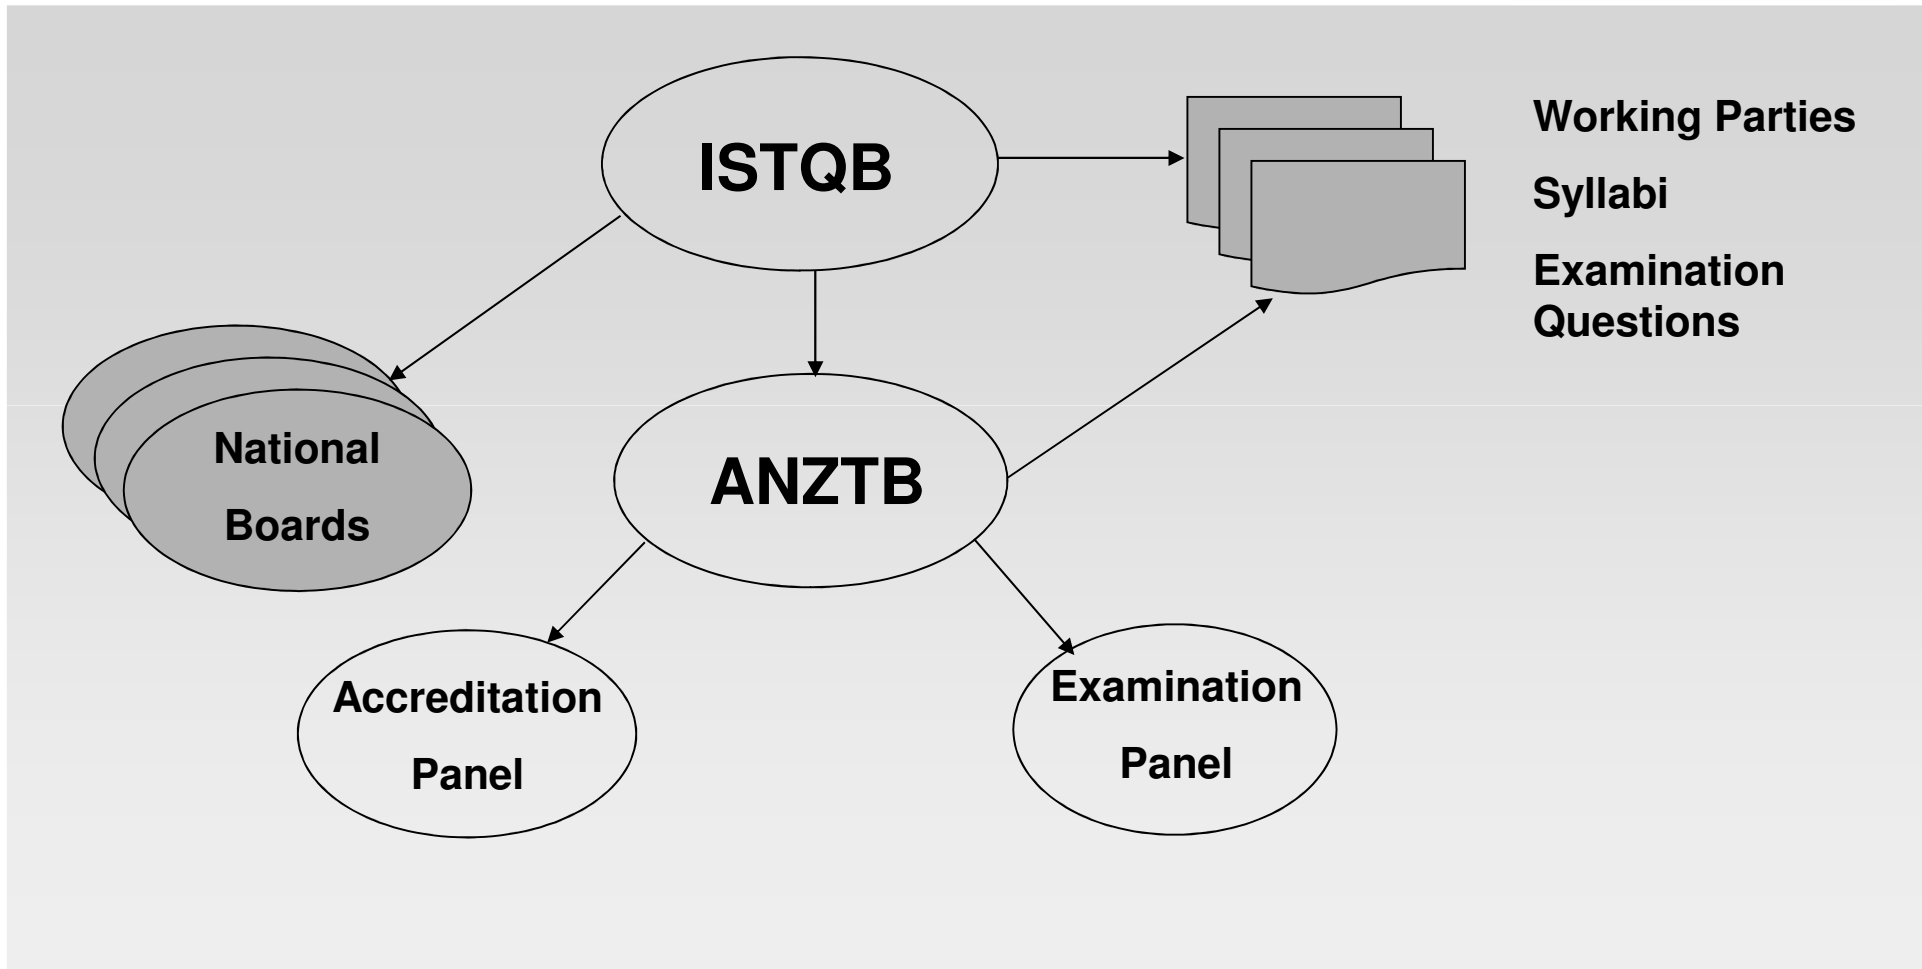 ISTQB
Working Parties
Syllabi
Examination
Questions
National
Boards
ANZTB
Accreditation
Panel
Examination
Panel